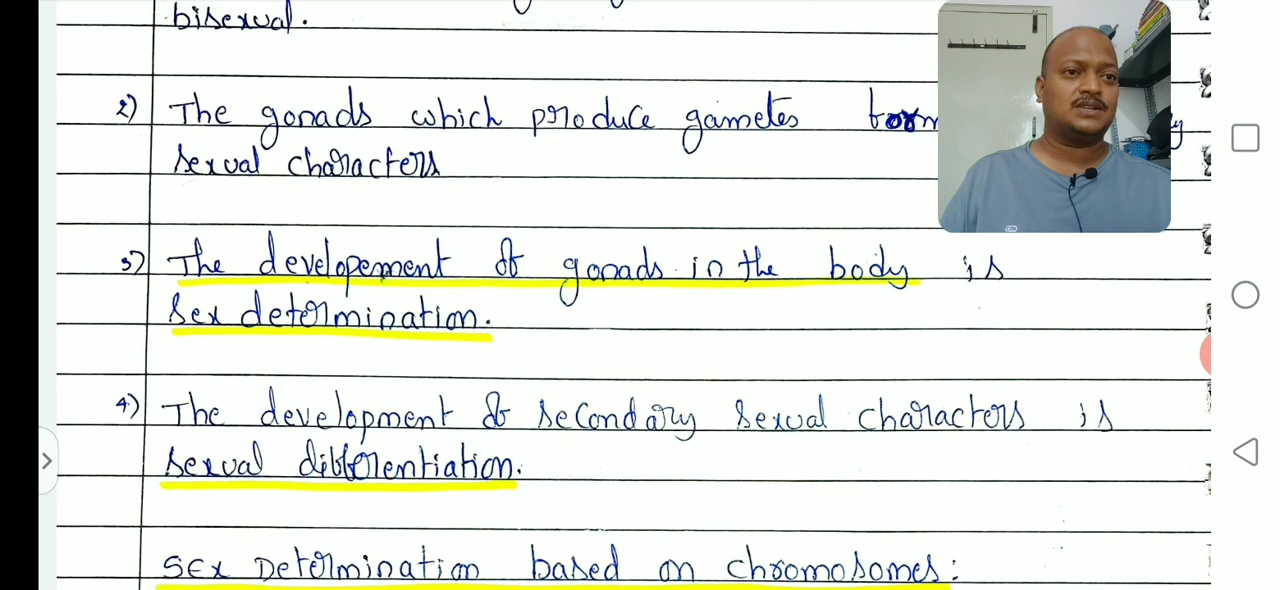 bisexual.
2) The gonads which produce gametes form
sexual characters
3) The developement of gonads in the body is
sex determination.
4) The development of secondary sexual characters is
sexual differentiation.
Sex Determination based on chromosomes: